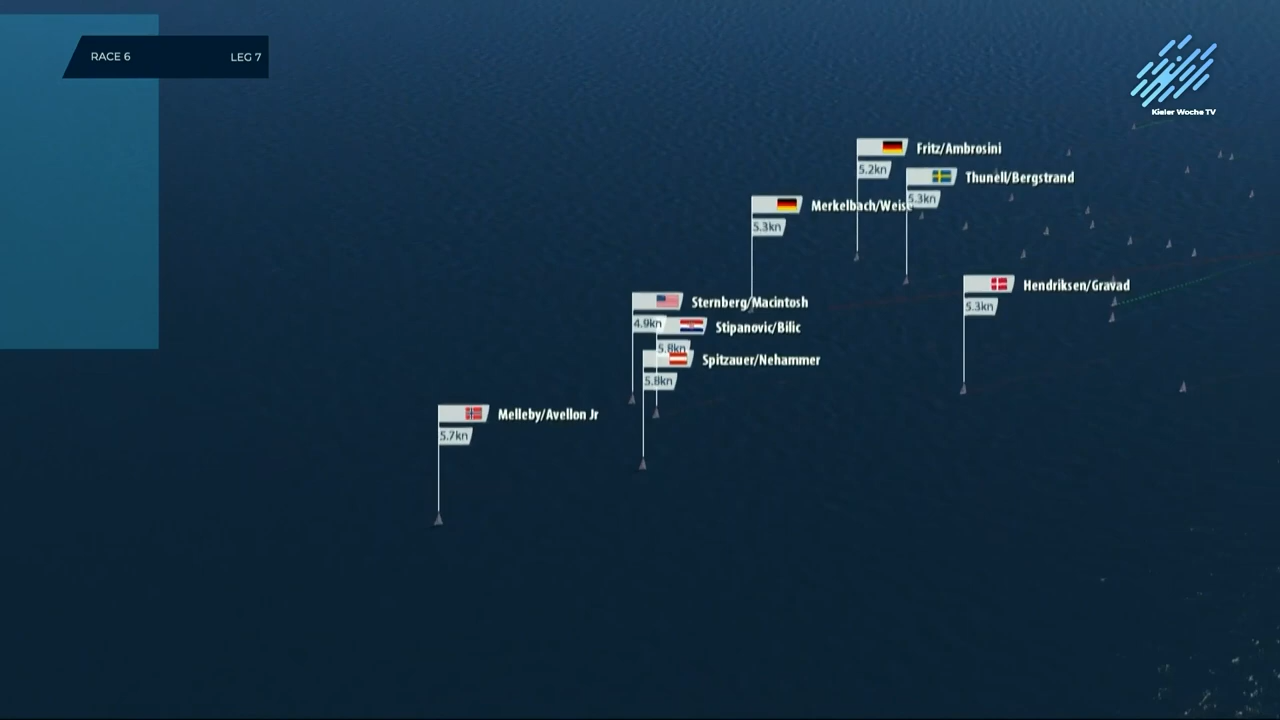 RACE 6 LEG 7
Kieler Woche TV
Fritz/Ambrosini
5.2kn
Thunell/Bergstrand
5.3kn
Merkelbach/Weise
5.3kn
Hendriksen/Gravad
5.3kn
Sternberg/Macintosh
4.9kn
Stipanovic/Bilic
5.8kn
Spitzauer/Nehammer
5.8kn
Melleby/Avellon Jr
5.7kn